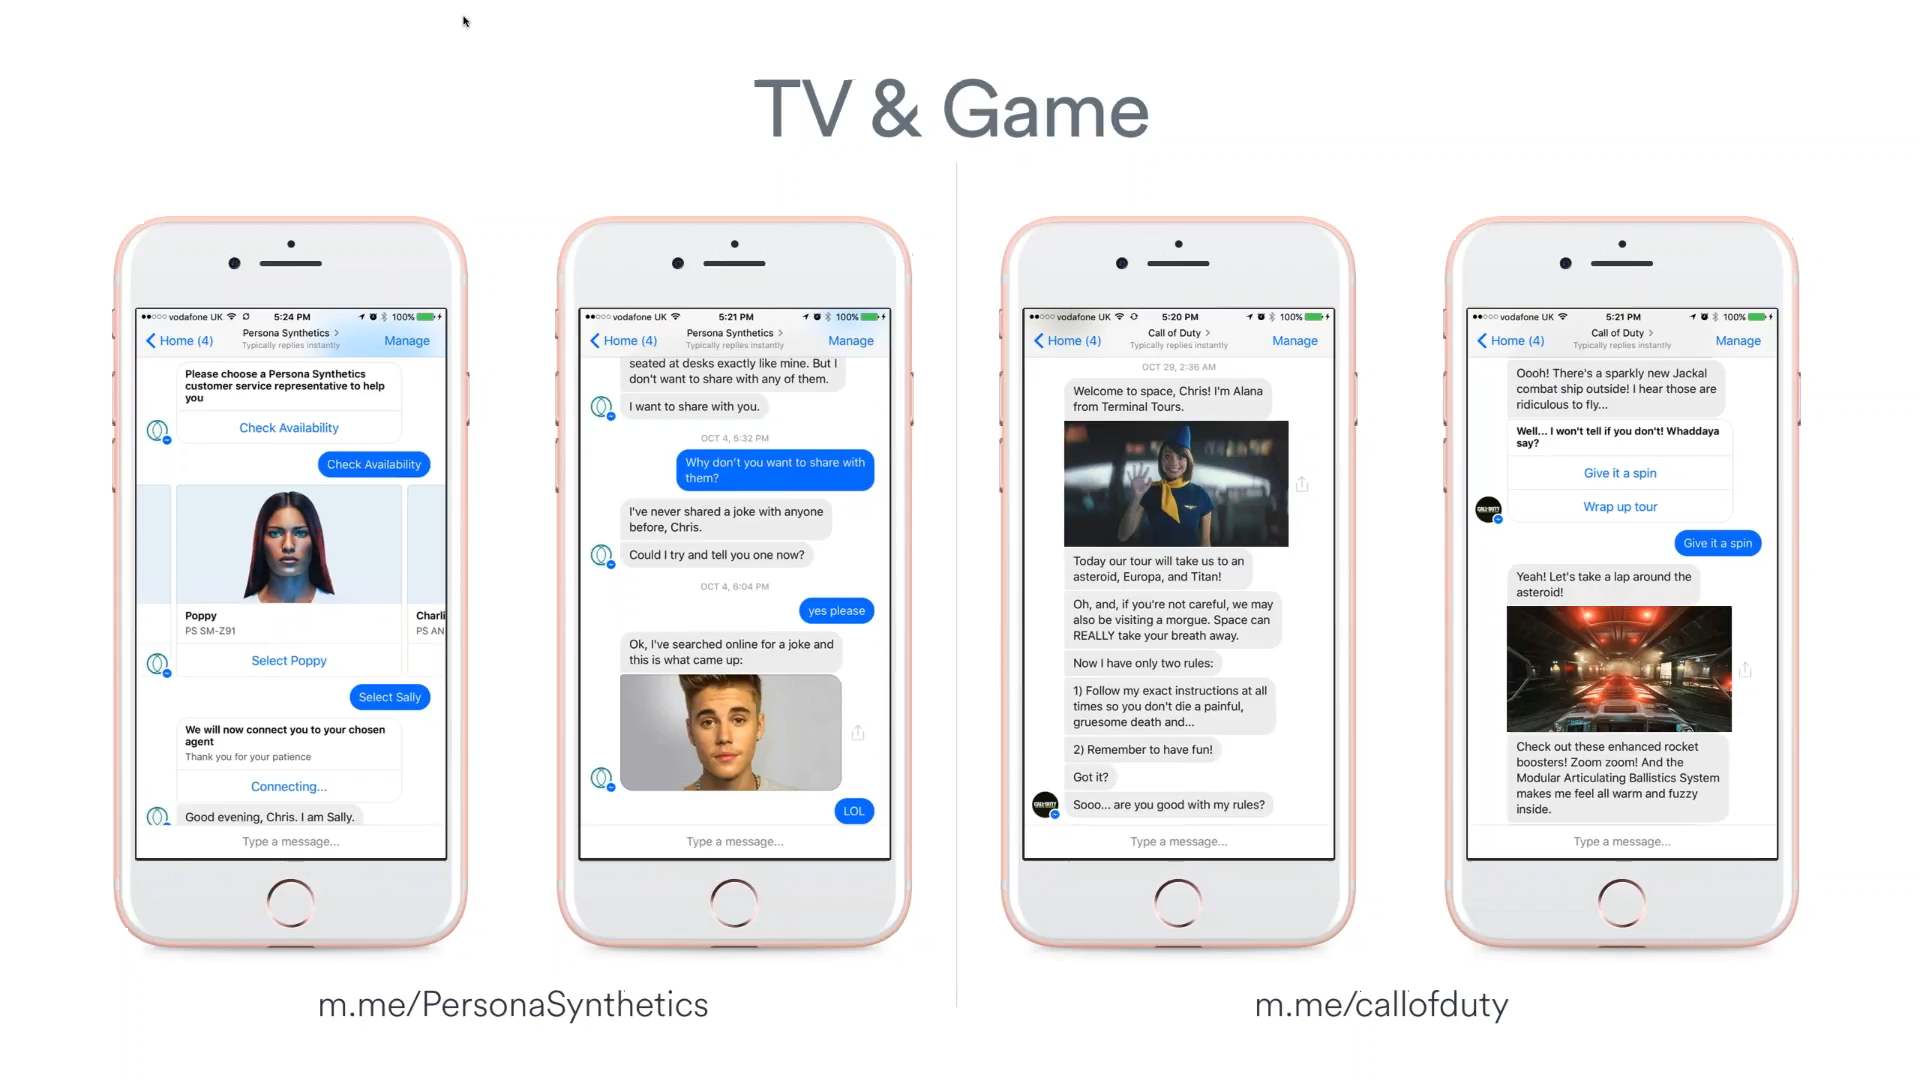 TV & Game
vodafone UK
5:24 PM
100%
Home (4)
Persona Synthetics
Typically replies instantly
Manage
Please choose a Persona Synthetics
customer service representative to help
you
Check Availability
Check Availability
Poppy
PS SM-Z91
Charli
PS AN
Select Poppy
Select Sally
We will now connect you to your chosen
agent
Thank you for your patience
Connecting...
Good evening, Chris. I am Sally.
Type a message...
vodafone UK
5:21 PM
100%
Home (4)
Persona Synthetics
Typically replies instantly
Manage
seated at desks exactly like mine. But I
don't want to share with any of them.
I want to share with you.
OCT 4, 5:32 PM
Why don't you want to share with
them?
I've never shared a joke with anyone
before, Chris.
Could I try and tell you one now?
OCT 4, 6:04 PM
yes please
Ok, I've searched online for a joke and
this is what came up:
LOL
Type a message...
m.me/PersonaSynthetics
vodafone UK
5:20 PM
100%
Home (4)
Call of Duty
Typically replies instantly
Manage
OCT 29, 2:36 AM
Welcome to space, Chris! I'm Alana
from Terminal Tours.
Today our tour will take us to an
asteroid, Europa, and Titan!
Oh, and, if you're not careful, we may
also be visiting a morgue. Space can
REALLY take your breath away.
Now I have only two rules:
1) Follow my exact instructions at all
times so you don't die a painful,
gruesome death and...
2) Remember to have fun!
Got it?
CALL OF DUTY
Sooo... are you good with my rules?
Type a message...
vodafone UK
5:21 PM
100%
Home (4)
Call of Duty
Typically replies instantly
Manage
Oooh! There's a sparkly new Jackal
combat ship outside! I hear those are
ridiculous to fly...
Well... I won't tell if you don't! Whaddaya
say?
Give it a spin
Wrap up tour
CALL OF DUTY
Give it a spin
Yeah! Let's take a lap around the
asteroid!
Check out these enhanced rocket
boosters! Zoom zoom! And the
Modular Articulating Ballistics System
makes me feel all warm and fuzzy
inside.
Type a message...
m.me/callofduty